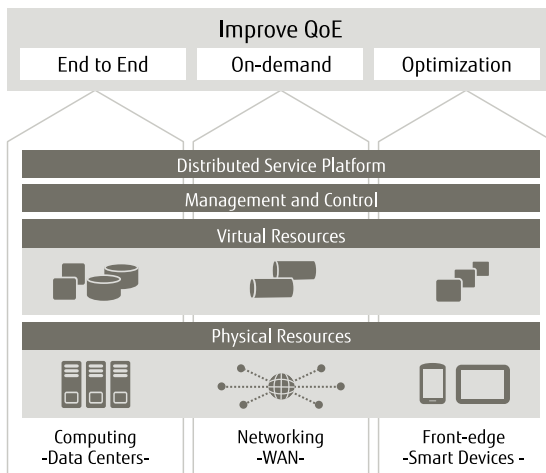 Improve QoE
End to End
On-demand
Optimization
Distributed Service Platform
Management and Control
Virtual Resources
Physical Resources
Computing
-Data Centers-
Networking
-WAN-
Front-edge
-Smart Devices -